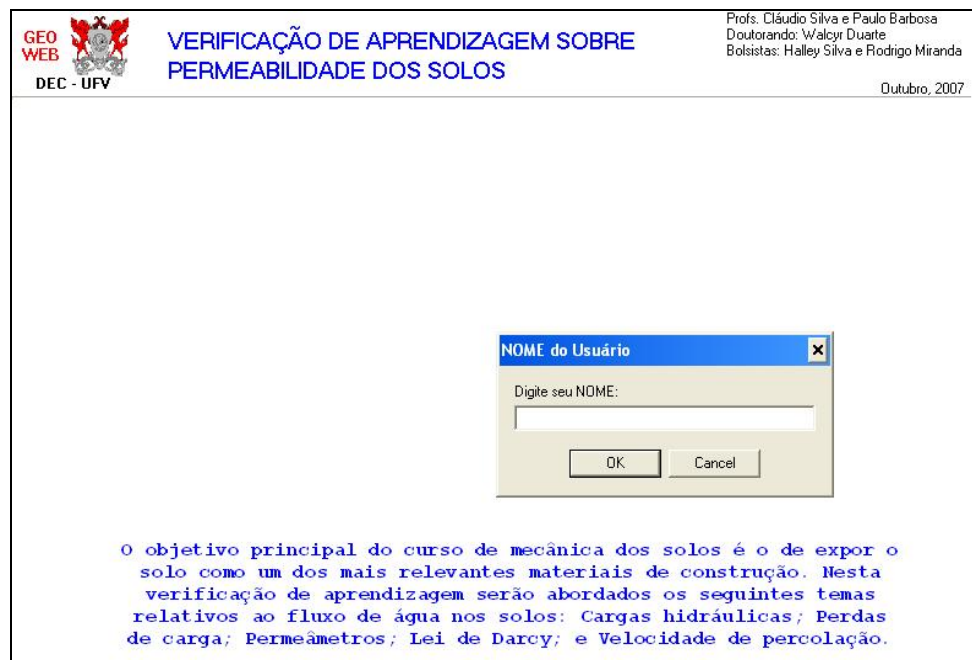 GEO
WEB
DEC - UFV
VERIFICAÇÃO DE APRENDIZAGEM SOBRE
PERMEABILIDADE DOS SOLOS
Profs. Cláudio Silva e Paulo Barbosa
Doutorando: Walcyr Duarte
Bolsistas: Halley Silva e Rodrigo Miranda
Outubro, 2007
NOME do Usuário
Digite seu NOME:
OK
Cancel
O objetivo principal do curso de mecânica dos solos é o de expor o
solo como um dos mais relevantes materiais de construção. Nesta
verificação de aprendizagem serão abordados os seguintes temas
relativos ao fluxo de água nos solos: Cargas hidráulicas; Perdas
de carga; Permeâmetros; Lei de Darcy; e Velocidade de percolação.